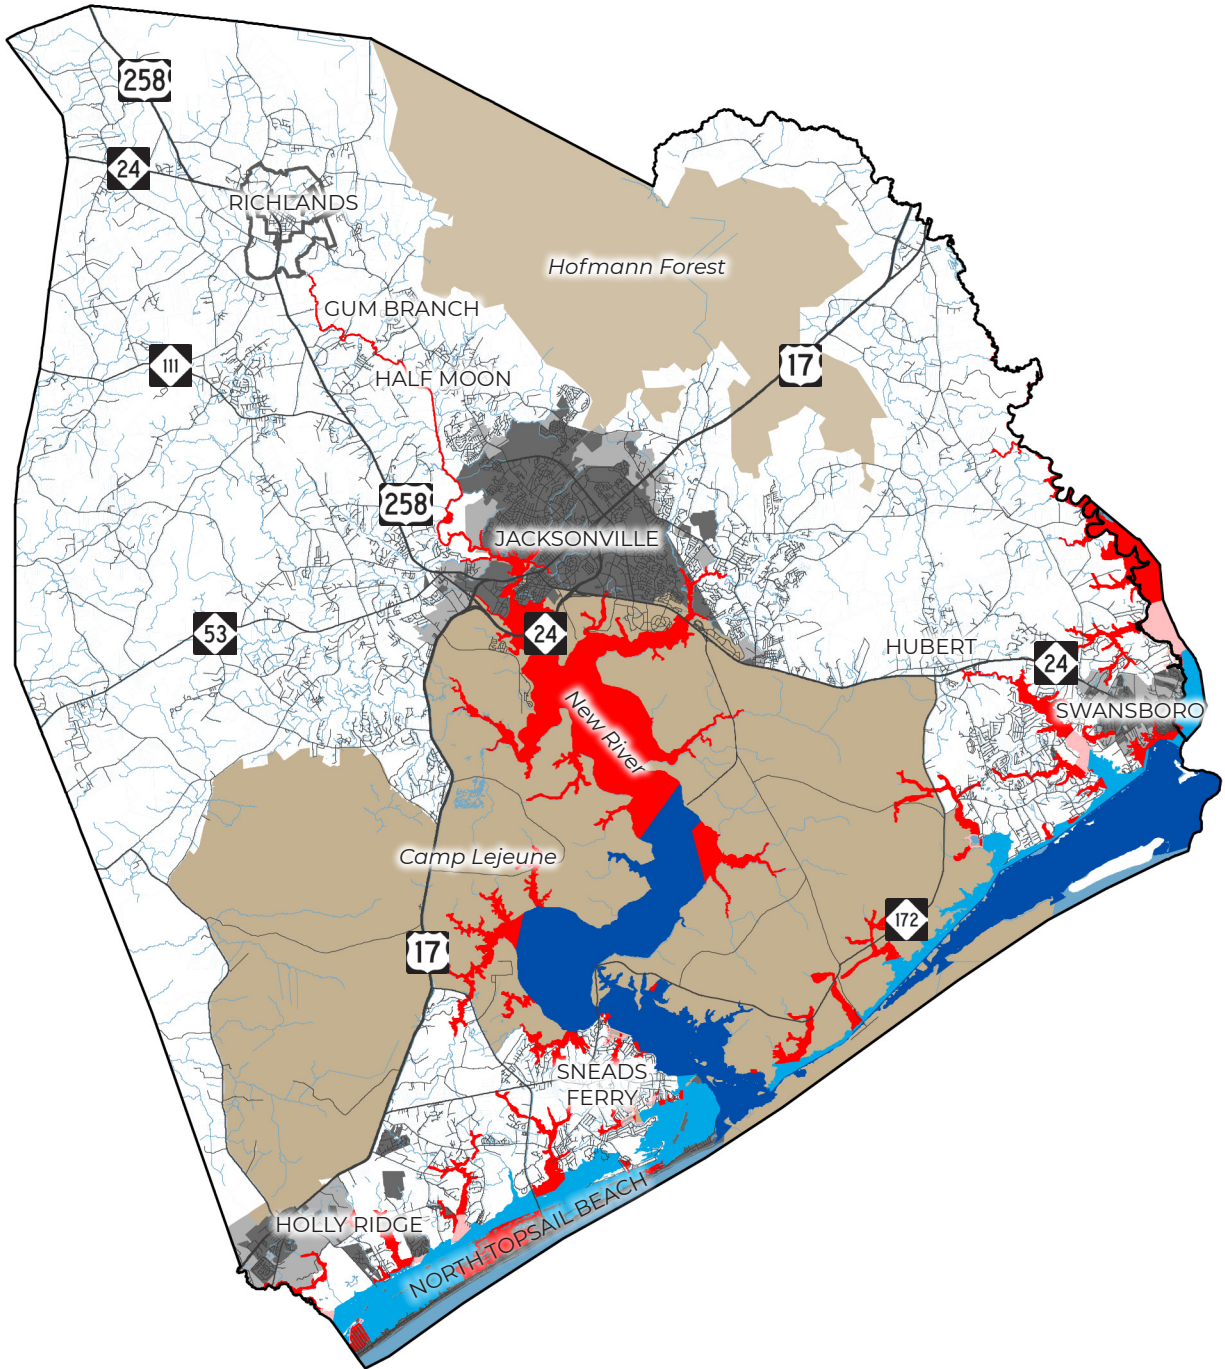 258
24
RICHLANDS
Hofmann Forest
GUM BRANCH
111
17
HALF MOON
258
JACKSONVILLE
53
24
HUBERT
24
New River
SWANSBORO
Camp Lejeune
172
17
SNEADS
FERRY
HOLLY RIDGE
NORTH TOPSAIL BEACH